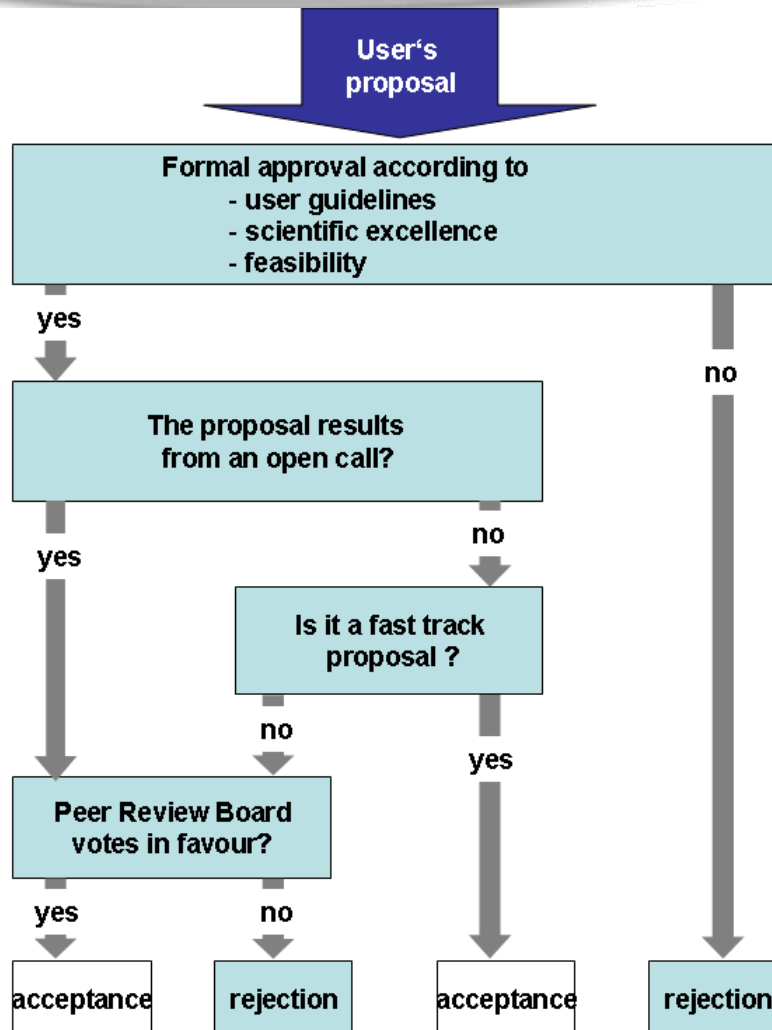 User‘s
proposal
Formal approval according to
- user guidelines
- scientific excellence
- feasibility
yes
no
The proposal results
from an open call?
yes
no
Is it a fast track
proposal ?
no
yes
Peer Review Board
votes in favour?
yes
no
acceptance
rejection
acceptance
rejection